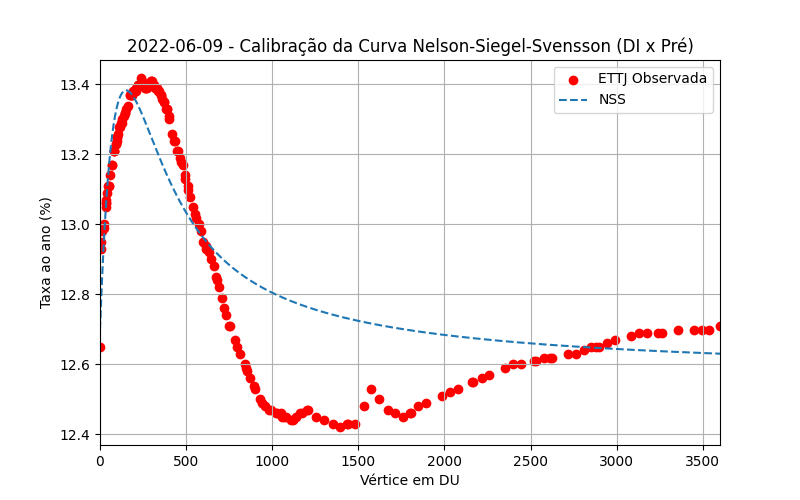 2022-06-09 - Calibração da Curva Nelson-Siegel-Svensson (DI x Pré)
ETTJ Observada
NSS
Taxa ao ano (%)
13.4
13.2
13.0
12.8
12.6
12.4
0 500 1000 1500 2000 2500 3000 3500
Vértice em DU